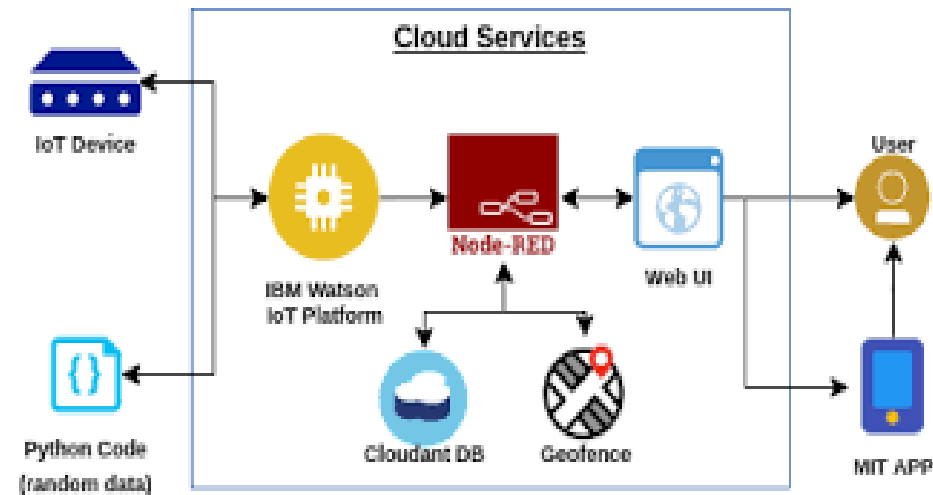 Cloud Services
IoT Device
User
Node-RED
Web UI
IBM Watson
IoT Platform
Python Code
(random data)
Cloudant DB
Geofence
MIT APP